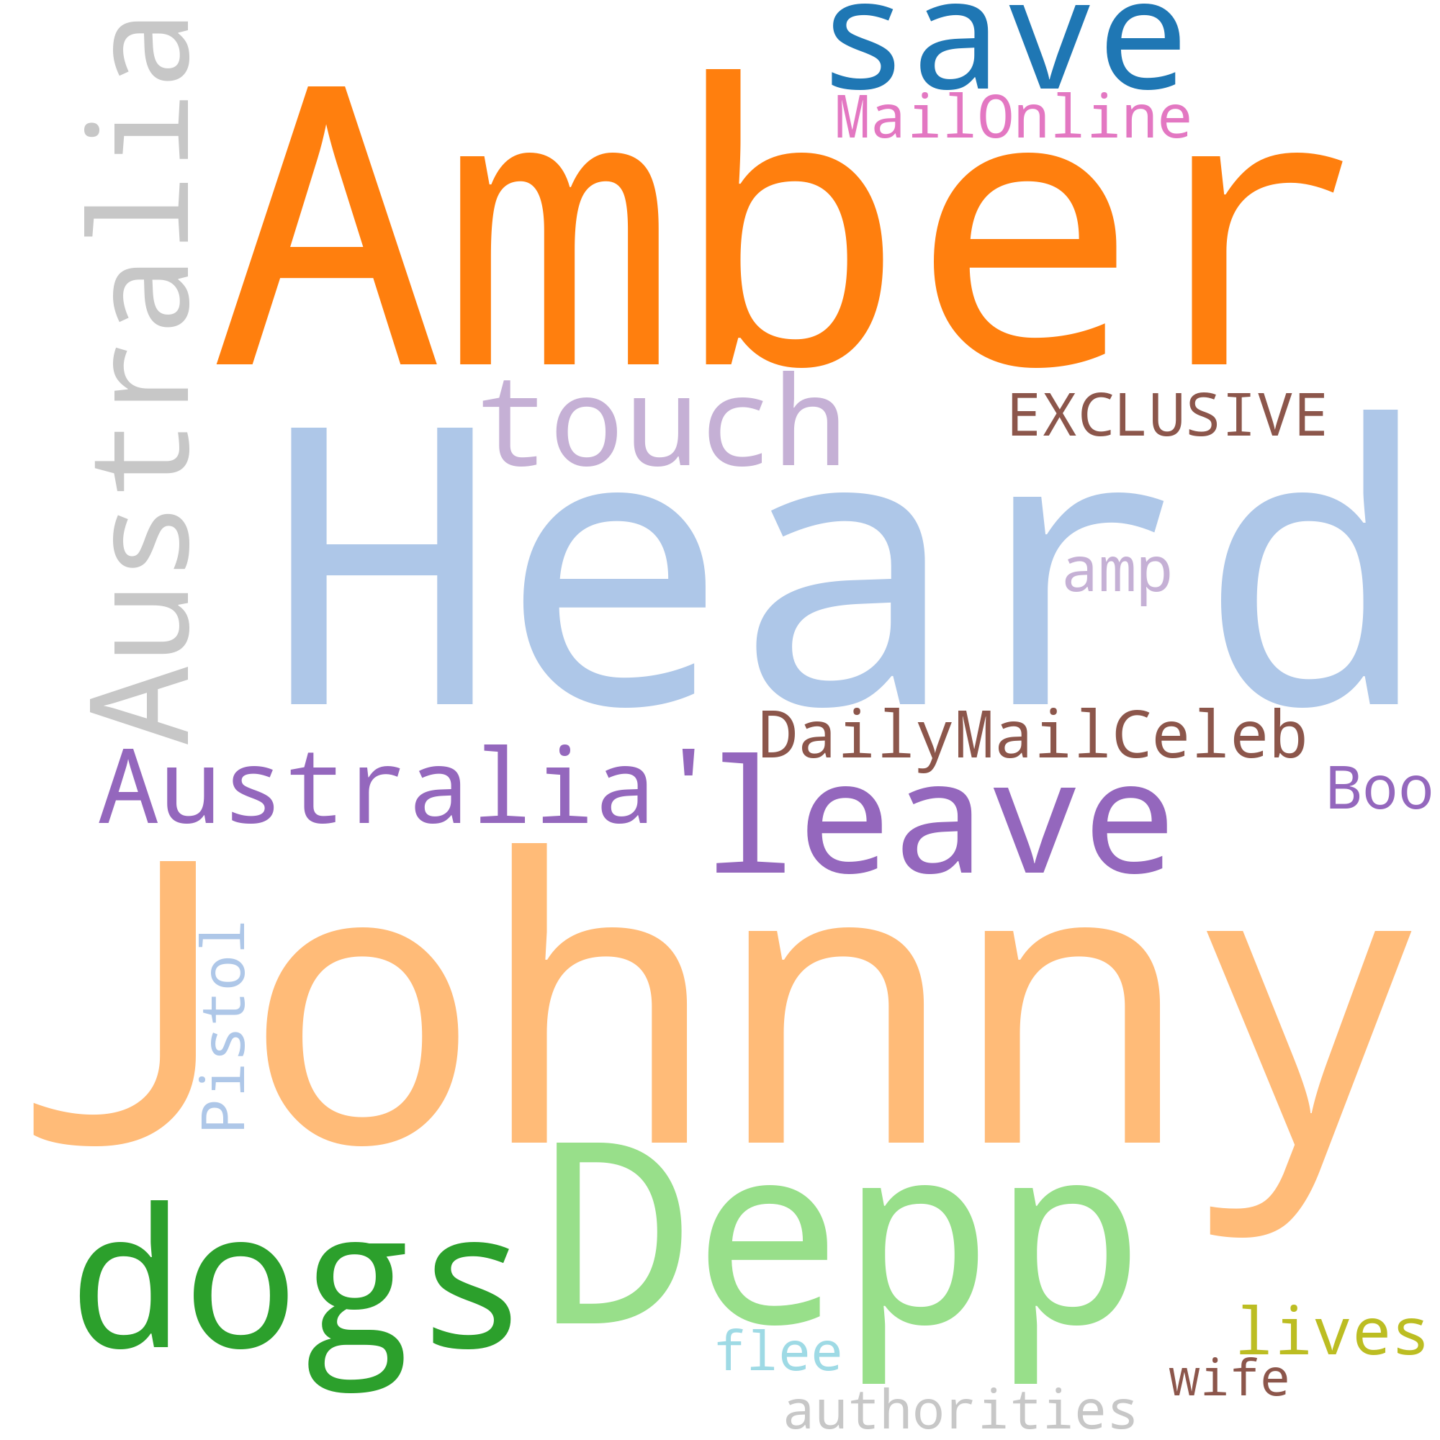 save
MailOnline
Australia
Amber
touch
EXCLUSIVE
Heard
amp
DailyMailCeleb
Australia'
leave
Boo
Johnny
Pistol
Depp
dogs
flee
lives
wife
authorities